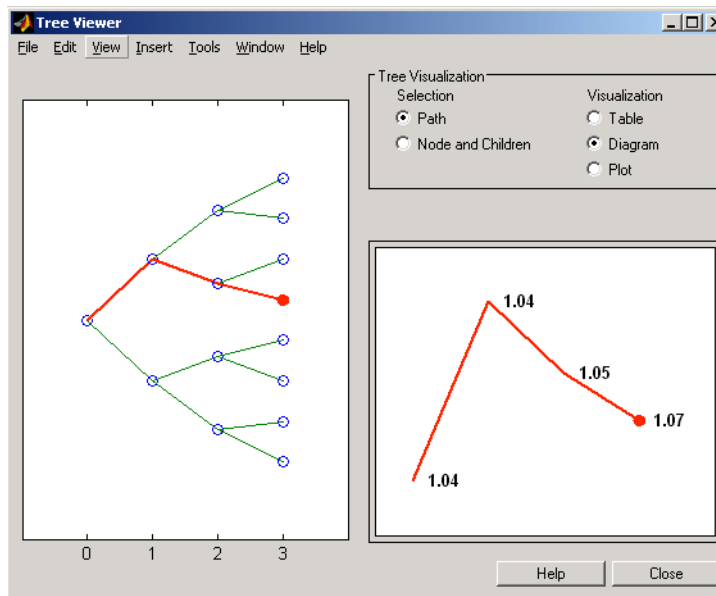 Tree Viewer
File Edit View Insert Tools Window Help
Tree Visualization
Selection
Path
Node and Children
Visualization
Table
Diagram
Plot
0 1 2 3
1.04
1.05
1.07
1.04
Help Close